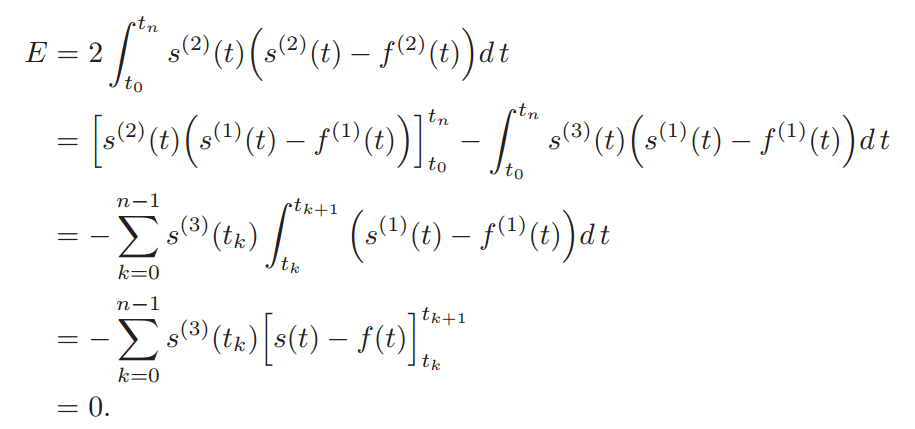 E = 2 ∫_{t_0}^{t_n} s^{(2)}(t)(s^{(2)}(t) − f^{(2)}(t))dt
= [s^{(2)}(t)(s^{(1)}(t) − f^{(1)}(t))]_{t_0}^{t_n} − ∫_{t_0}^{t_n} s^{(3)}(t)(s^{(1)}(t) − f^{(1)}(t))dt
= − ∑_{k=0}^{n−1} s^{(3)}(t_k) ∫_{t_k}^{t_{k+1}} (s^{(1)}(t) − f^{(1)}(t))dt
= − ∑_{k=0}^{n−1} s^{(3)}(t_k)[s(t) − f(t)]_{t_k}^{t_{k+1}}
= 0.